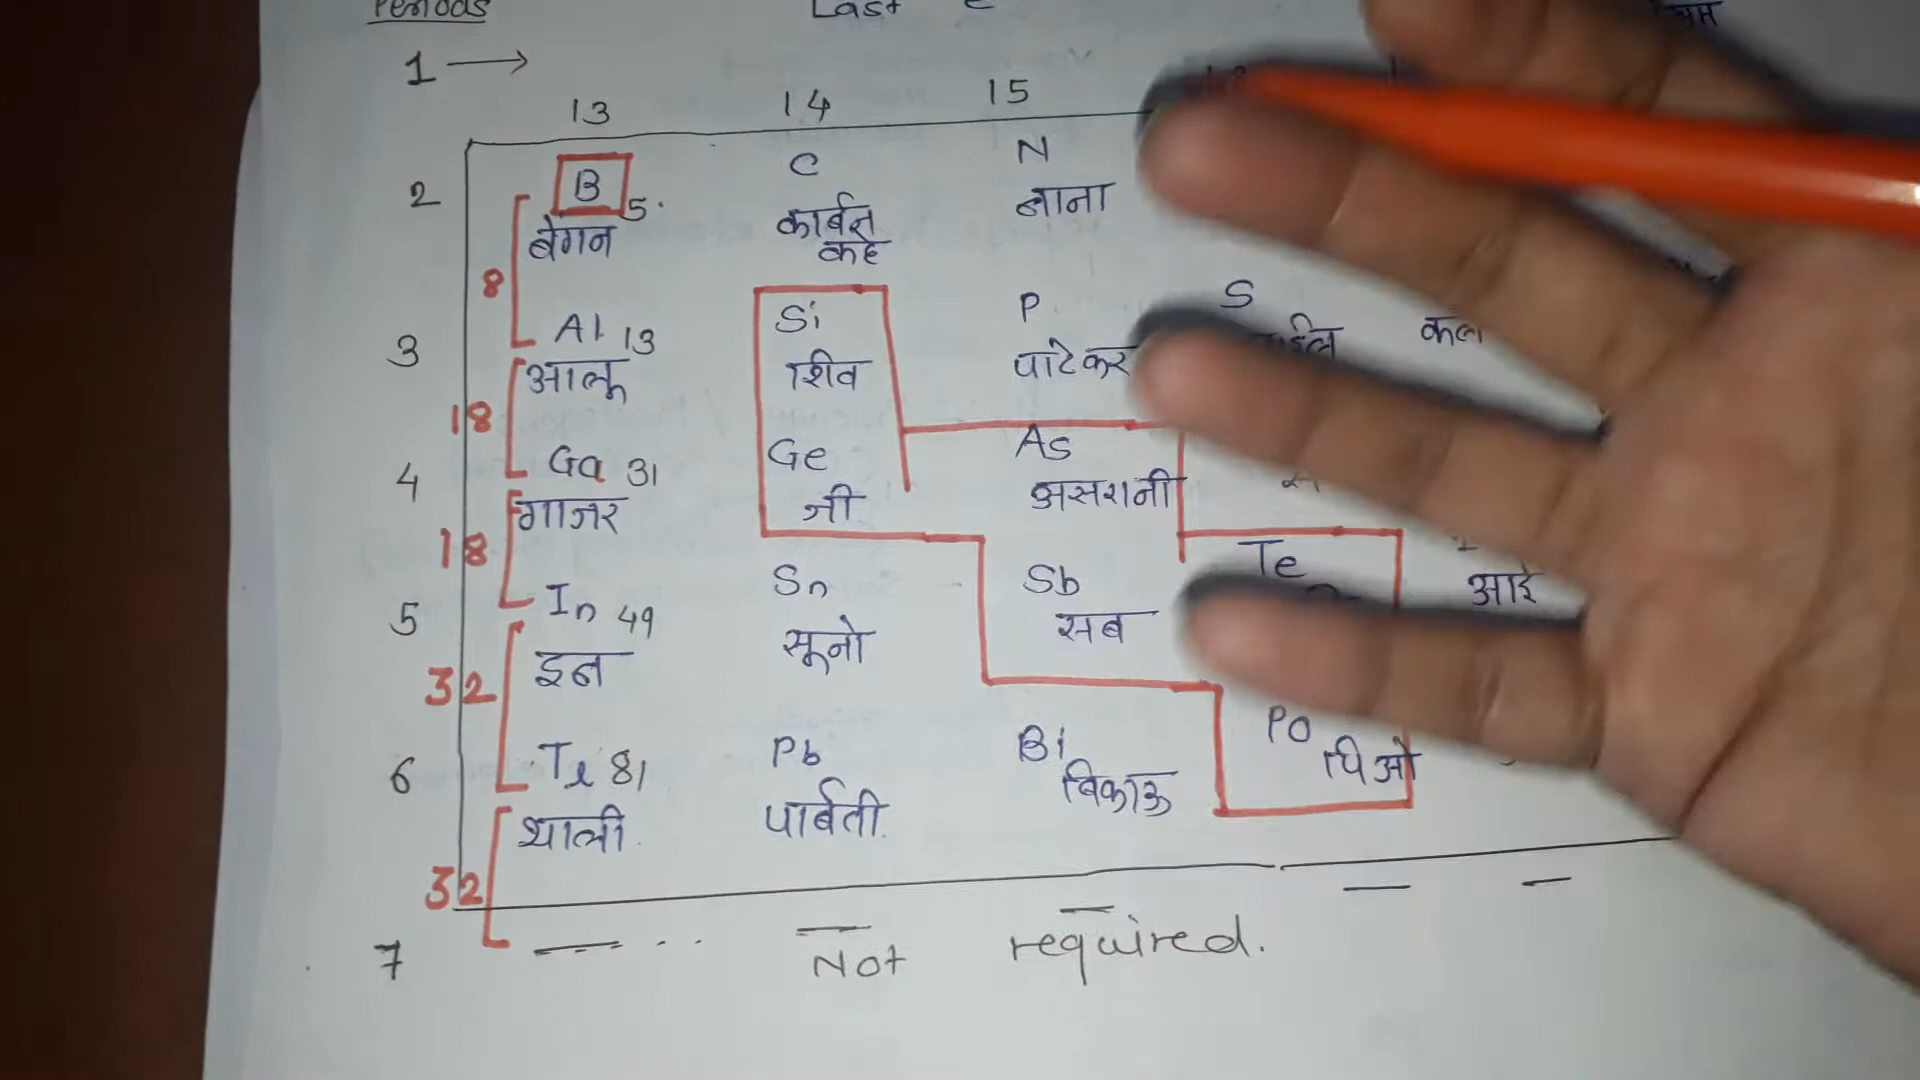 Periods
Last e
1 →
13 14 15
2 B 5. C N
बेगन कार्बन नाना
कह
8
3 Al 13 Si P S
आलू शिव पाटेकर
18
4 Ga 31 Ge As
गाजर जी असरानी
18
5 In 49 Sn Sb Te
इन सूनो सब आई
32
6 Tl 81 Pb Bi Po
थाली पार्बती बिकाऊ पिओ
32
7 Not required.